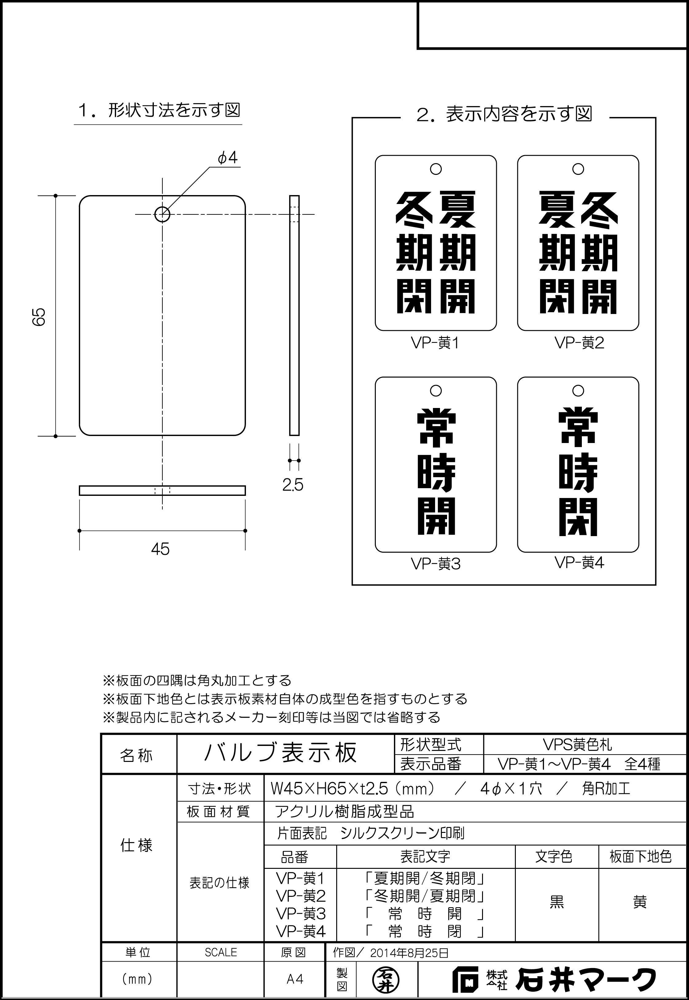 1. 形状寸法を示す図
φ4
65
2.5
45
2. 表示内容を示す図
夏期開
冬期閉
VP-黄1
冬期開
夏期閉
VP-黄2
常時開
VP-黄3
常時閉
VP-黄4
※板面の四隅は角丸加工とする
※板面下地色とは表示板素材自体の成型色を指すものとする
※製品内に記されるメーカー刻印等は当図では省略する
名称 バルブ表示板
形状型式 VPS黄色札
表示品番 VP-黄1～VP-黄4 全4種
仕様
寸法・形状 W45×H65×t2.5（mm） ／ 4φ×1穴 ／ 角R加工
板面材質 アクリル樹脂成型品
表記の仕様
片面表記 シルクスクリーン印刷
品番 表記文字 文字色 板面下地色
VP-黄1 「夏期開/冬期閉」
VP-黄2 「冬期開/夏期閉」
VP-黄3 「 常 時 開 」
VP-黄4 「 常 時 閉 」
黒 黄
単位 SCALE 原図 作図/ 2014年8月25日
（mm） A4 製図 石井 株式会社 石井マーク